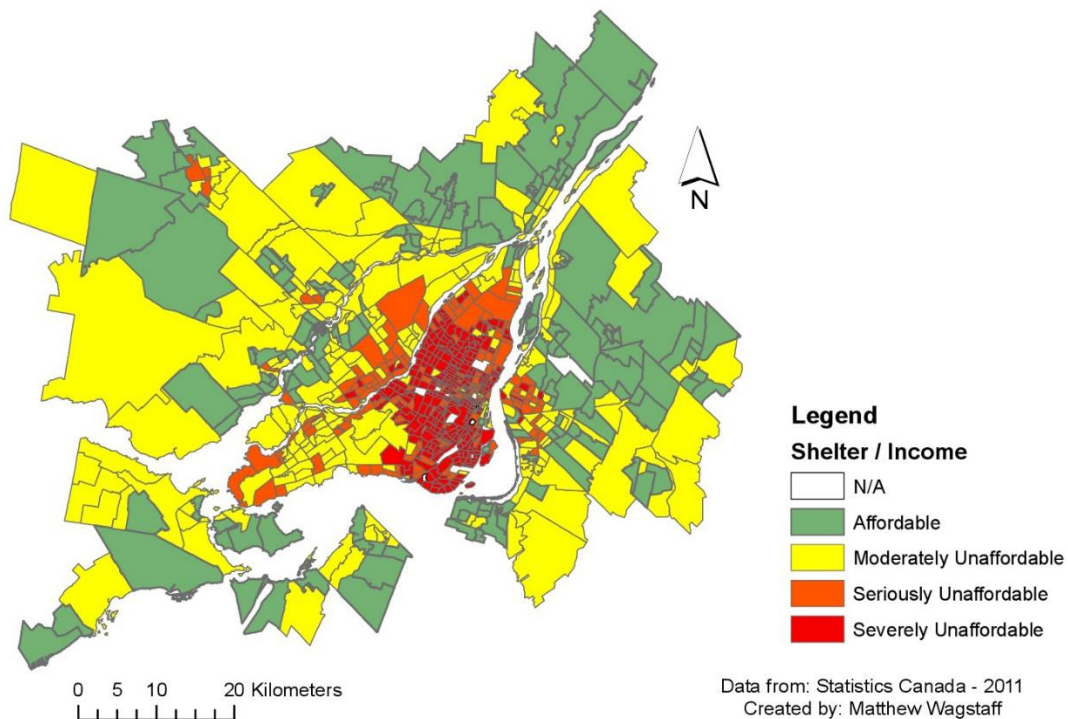 N
Legend
Shelter / Income
N/A
Affordable
Moderately Unaffordable
Seriously Unaffordable
Severely Unaffordable
0 5 10 20 Kilometers
Data from: Statistics Canada - 2011
Created by: Matthew Wagstaff